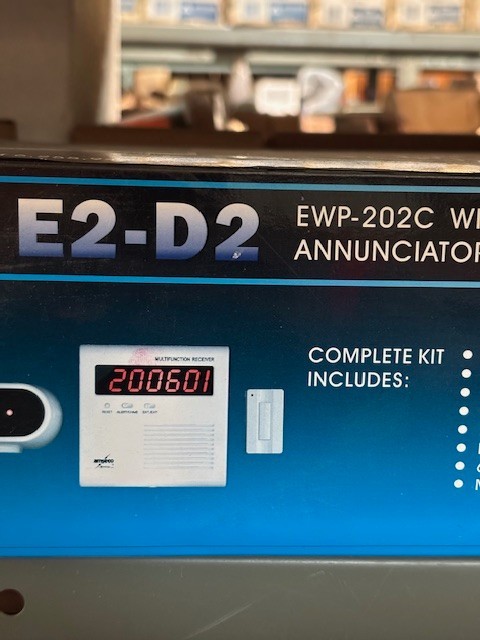 E2-D2
EWP-202C
ANNUNCIATOR
MULTIFUNCTION RECEIVER
200601
COMPLETE KIT
INCLUDES: